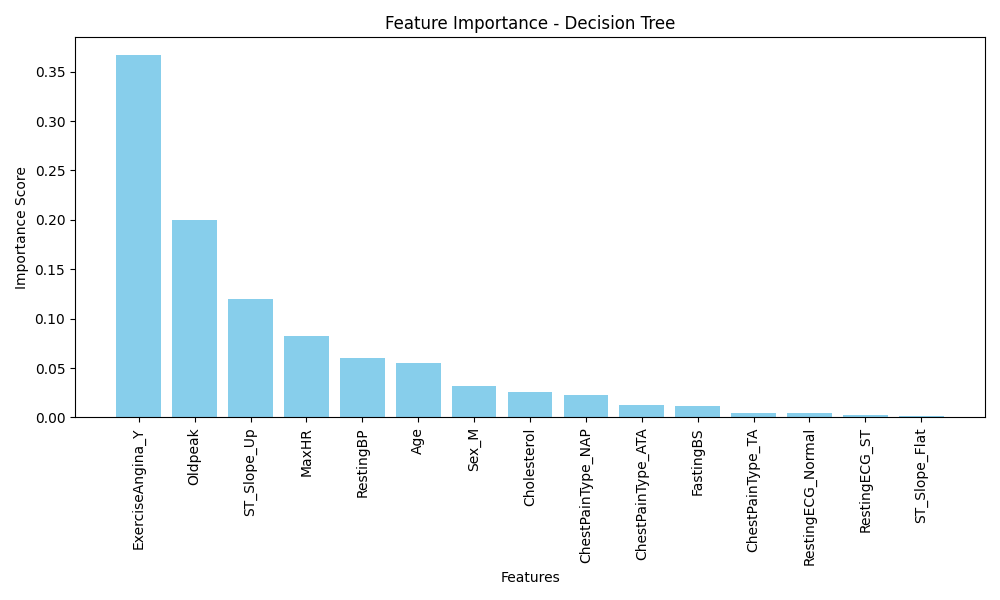 Feature Importance - Decision Tree
Importance Score
0.35
0.30
0.25
0.20
0.15
0.10
0.05
0.00
ExerciseAngina_Y
Oldpeak
ST_Slope_Up
MaxHR
RestingBP
Age
Sex_M
Cholesterol
ChestPainType_NAP
ChestPainType_ATA
FastingBS
ChestPainType_TA
RestingECG_Normal
RestingECG_ST
ST_Slope_Flat
Features